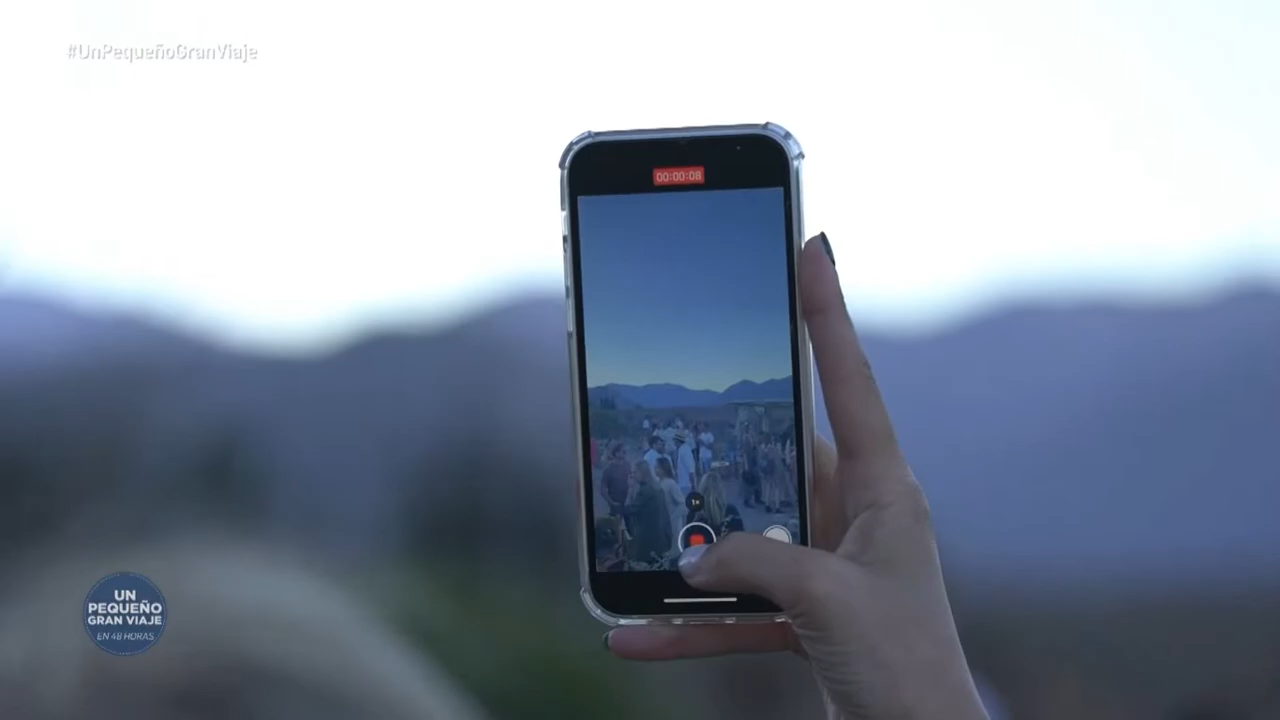 #UnPequeñoGranViaje
00:00:08
1x
UN
PEQUEÑO
GRAN VIAJE
EN 48 HORAS